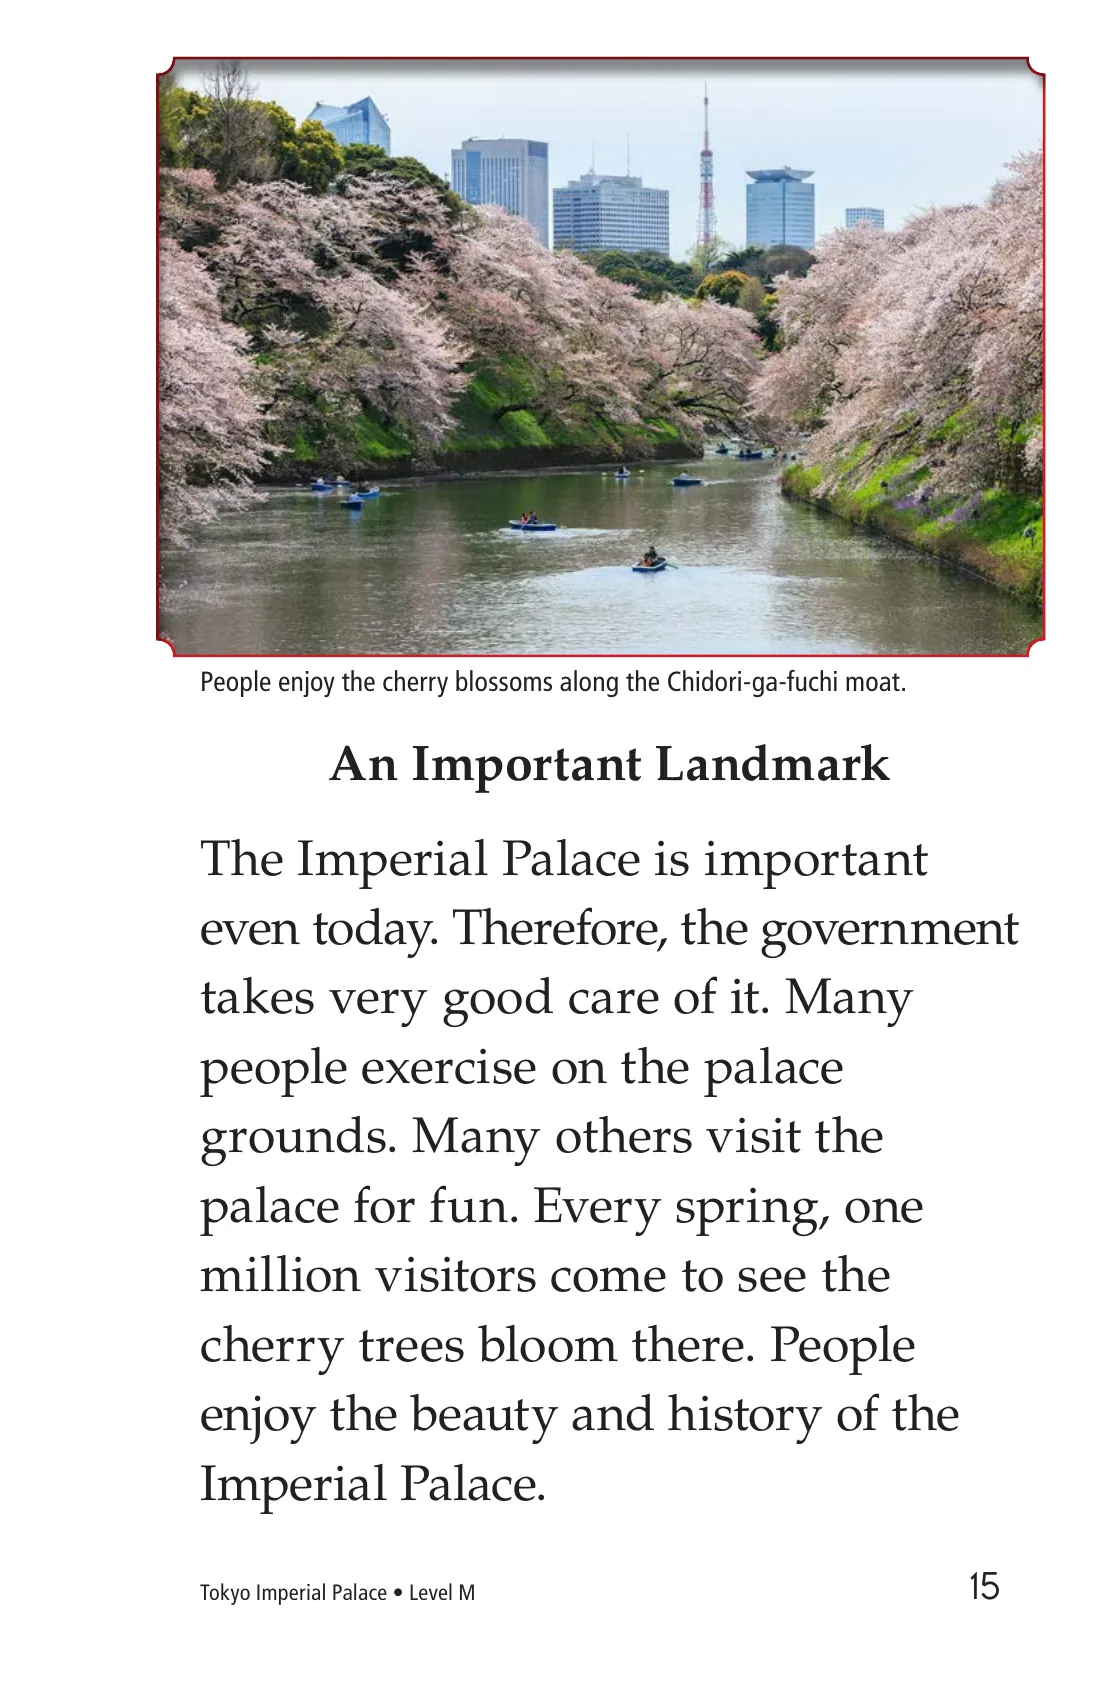 People enjoy the cherry blossoms along the Chidori-ga-fuchi moat.
An Important Landmark
The Imperial Palace is important
even today. Therefore, the government
takes very good care of it. Many
people exercise on the palace
grounds. Many others visit the
palace for fun. Every spring, one
million visitors come to see the
cherry trees bloom there. People
enjoy the beauty and history of the
Imperial Palace.
Tokyo Imperial Palace • Level M
15